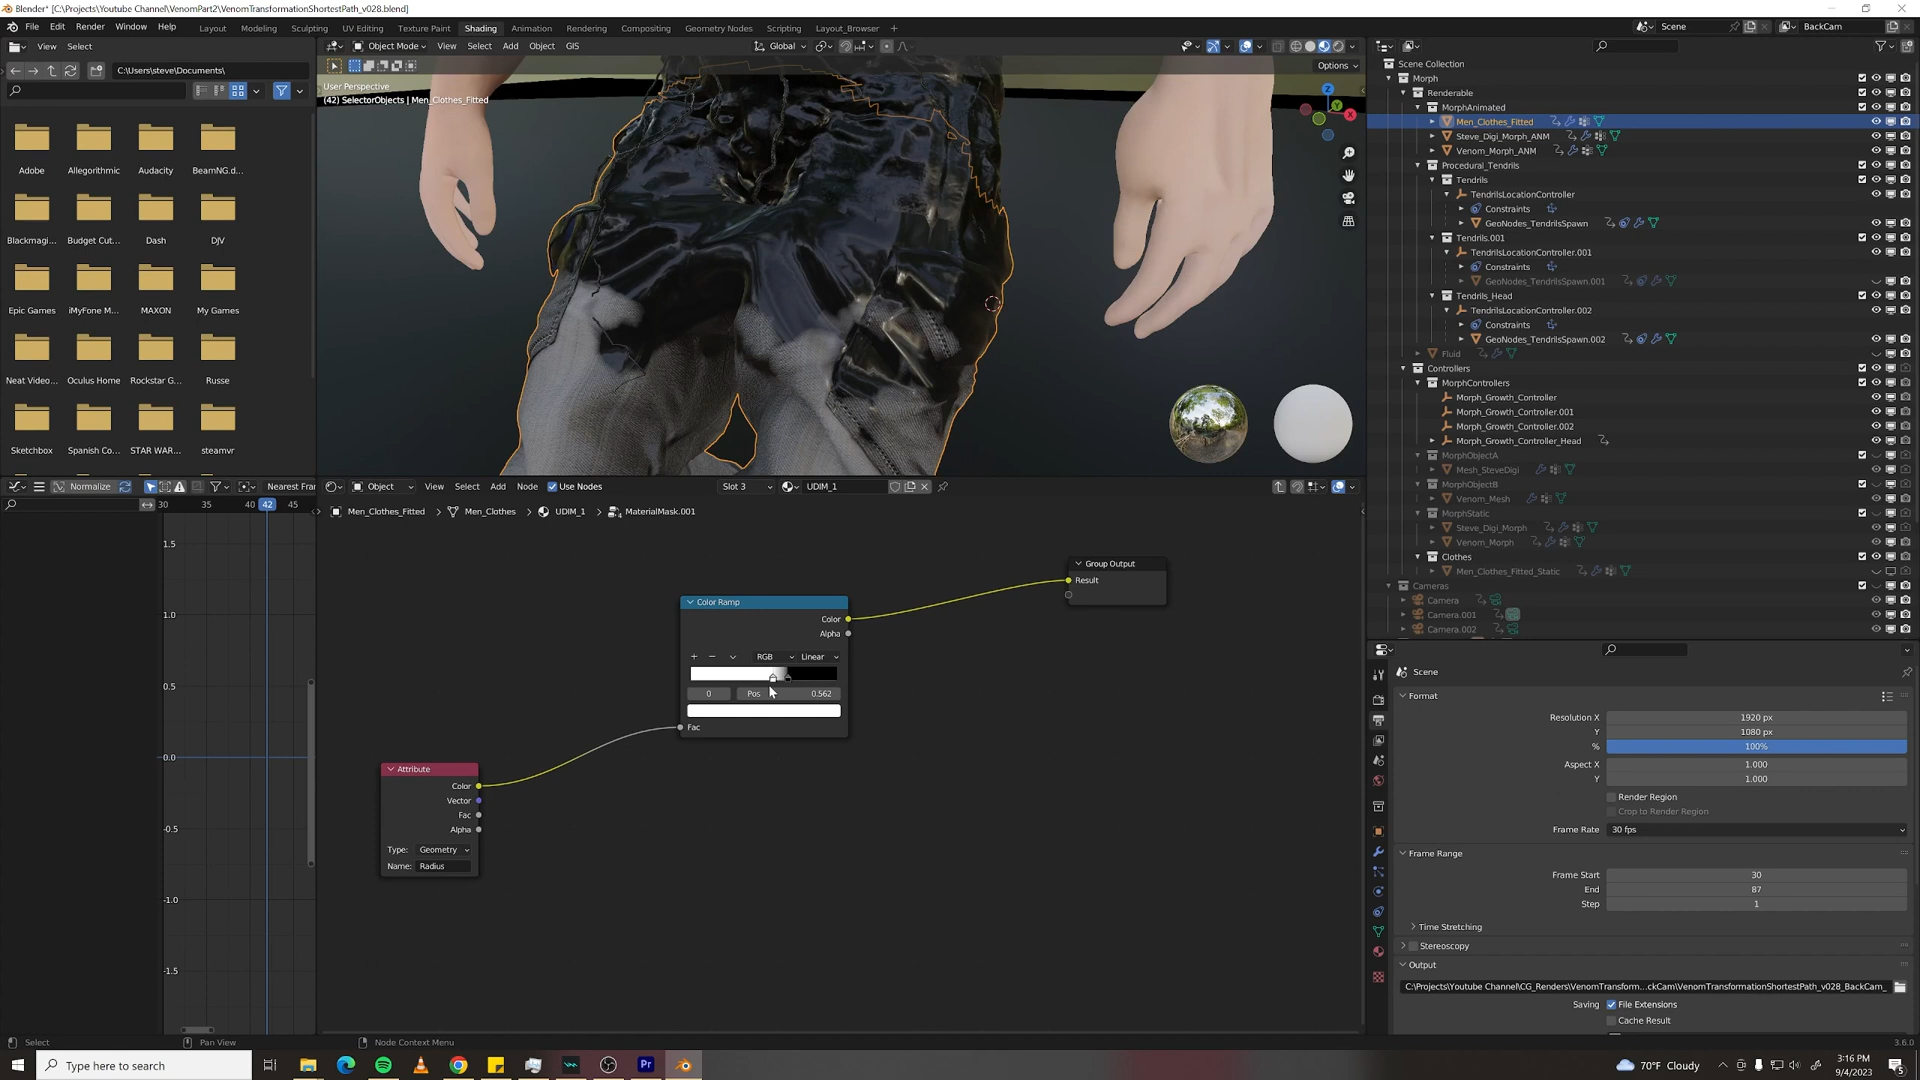 Blender* [C:\Projects\Youtube Channel\VenomPart2\VenomTransformationShortestPath_v028.blend]
File Edit Render Window Help Layout Modeling Sculpting UV Editing Texture Paint Shading Animation Rendering Compositing Geometry Nodes Scripting Layout_Browser + Scene BackCam
View Select
Object Mode View Select Add Object GIS Global
C:\Users\steve\Documents\
Options
User Perspective
(42) SelectorObjects | Men_Clothes_Fitted
Adobe Allegorithmic Audacity BeamNG.d...
Blackmagi... Budget Cut... Dash DJV
Epic Games iMyFone M... MAXON My Games
Neat Video... Oculus Home Rockstar G... Russe
Sketchbox Spanish Co... STAR WAR... steamvr
Z
Y
X
Scene Collection
Morph
Renderable
MorphAnimated
Men_Clothes_Fitted
Steve_Digi_Morph_ANM
Venom_Morph_ANM
Procedural_Tendrils
Tendrils
TendrilsLocationController
Constraints
GeoNodes_TendrilsSpawn
Tendrils.001
TendrilsLocationController.001
Constraints
GeoNodes_TendrilsSpawn.001
Tendrils_Head
TendrilsLocationController.002
Constraints
GeoNodes_TendrilsSpawn.002
Fluid
Controllers
MorphControllers
Morph_Growth_Controller
Morph_Growth_Controller.001
Morph_Growth_Controller.002
Morph_Growth_Controller_Head
MorphObjectA
Mesh_SteveDigi
MorphObjectB
Venom_Mesh
MorphStatic
Steve_Digi_Morph
Venom_Morph
Clothes
Men_Clothes_Fitted_Static
Cameras
Camera
Camera.001
Camera.002
Normalize Nearest Fra
30 35 40 42 45
1.5
1.0
0.5
0.0
-0.5
-1.0
-1.5
Object View Select Add Node Use Nodes Slot 3 UDIM_1
Men_Clothes_Fitted > Men_Clothes > UDIM_1 > MaterialMask.001
Group Output
Result
Color Ramp
Color
Alpha
+ − RGB Linear
0 Pos 0.562
Fac
Attribute
Color
Vector
Fac
Alpha
Type: Geometry
Name: Radius
Scene
Format
Resolution X 1920 px
Y 1080 px
% 100%
Aspect X 1.000
Y 1.000
Render Region
Crop to Render Region
Frame Rate 30 fps
Frame Range
Frame Start 30
End 87
Step 1
Time Stretching
Stereoscopy
Output
C:\Projects\Youtube Channel\CG_Renders\VenomTransform...ckCam\VenomTransformationShortestPath_v028_BackCam_
Saving File Extensions
Cache Result
Select Pan View Node Context Menu 3.6.0
Type here to search
Pr
70°F Cloudy
3:16 PM
9/4/2023
5